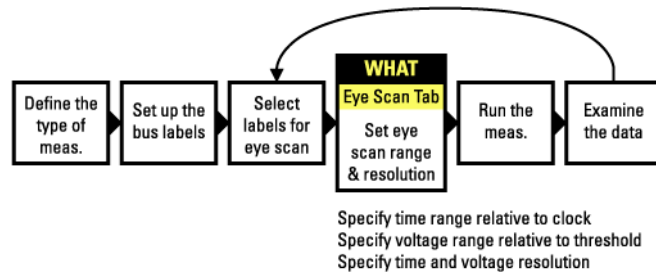 Define the
type of
meas.
Set up the
bus labels
Select
labels for
eye scan
WHAT
Eye Scan Tab
Set eye
scan range
& resolution
Run the
meas.
Examine
the data
Specify time range relative to clock
Specify voltage range relative to threshold
Specify time and voltage resolution